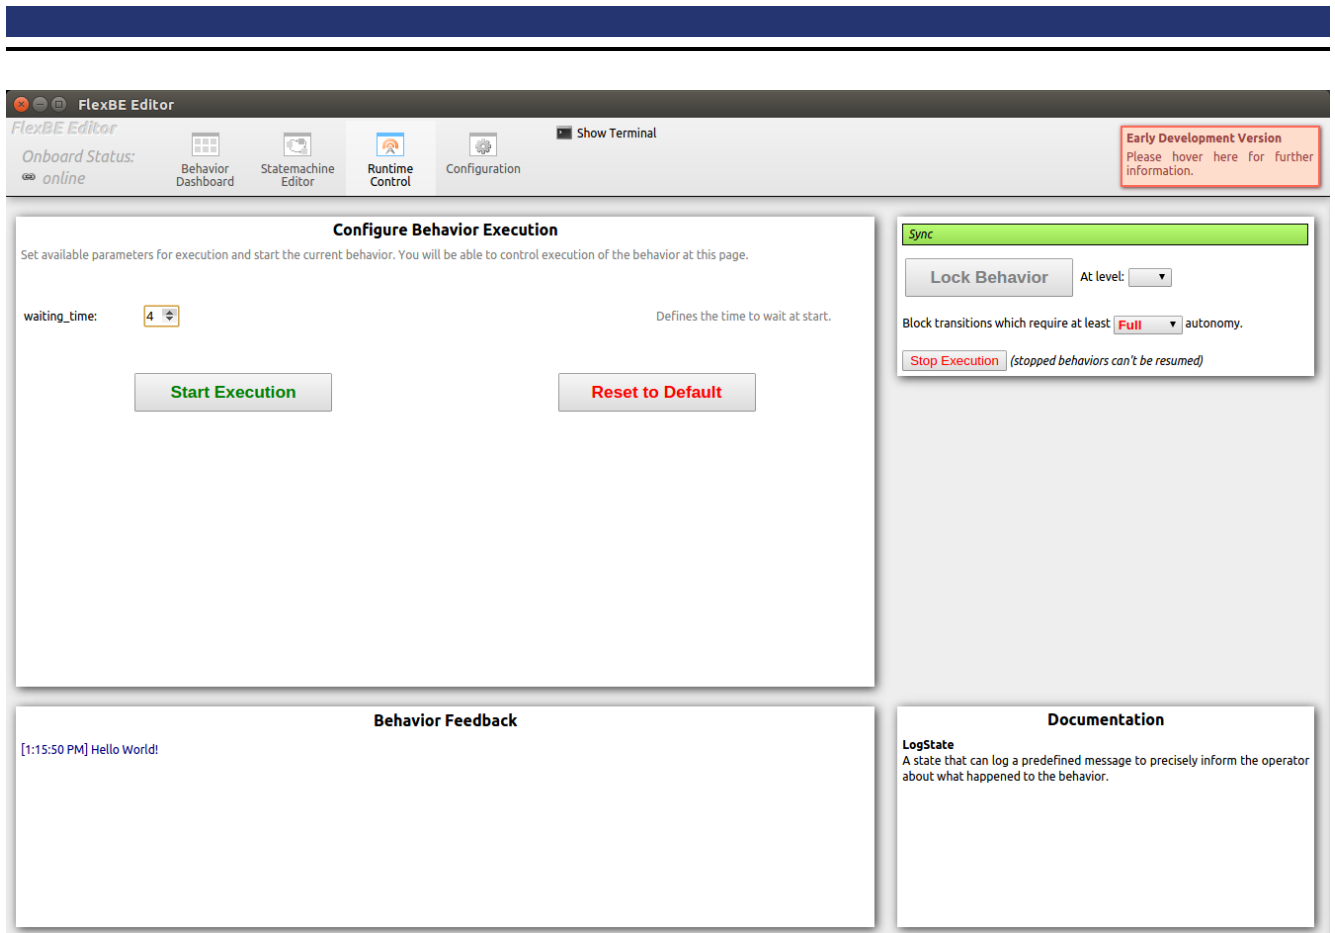 FlexBE Editor
FlexBE Editor
Onboard Status:
online
Behavior
Dashboard
Statemachine
Editor
Runtime
Control
Configuration
Show Terminal
Early Development Version
Please hover here for further
information.
Configure Behavior Execution
Set available parameters for execution and start the current behavior. You will be able to control execution of the behavior at this page.
waiting_time: 4 Defines the time to wait at start.
Start Execution Reset to Default
Sync
Lock Behavior At level:
Block transitions which require at least Full autonomy.
Stop Execution (stopped behaviors can't be resumed)
Behavior Feedback
[1:15:50 PM] Hello World!
Documentation
LogState
A state that can log a predefined message to precisely inform the operator
about what happened to the behavior.